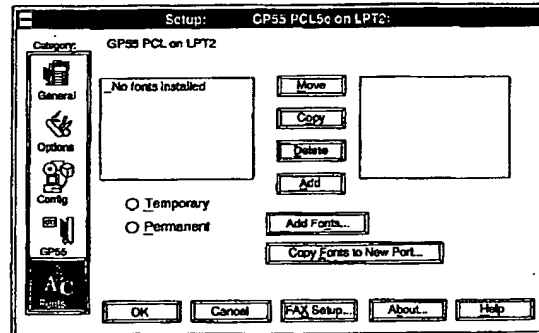 Setup: GP55 PCL5e on LPT2:
Category:
GP55 PCL on LPT2
General
Options
Config
GP55
Fonts
No fonts installed
Move
Copy
Delete
Add
Temporary
Permanent
Add Fonts...
Copy Fonts to New Port...
OK
Cancel
FAX Setup...
About...
Help